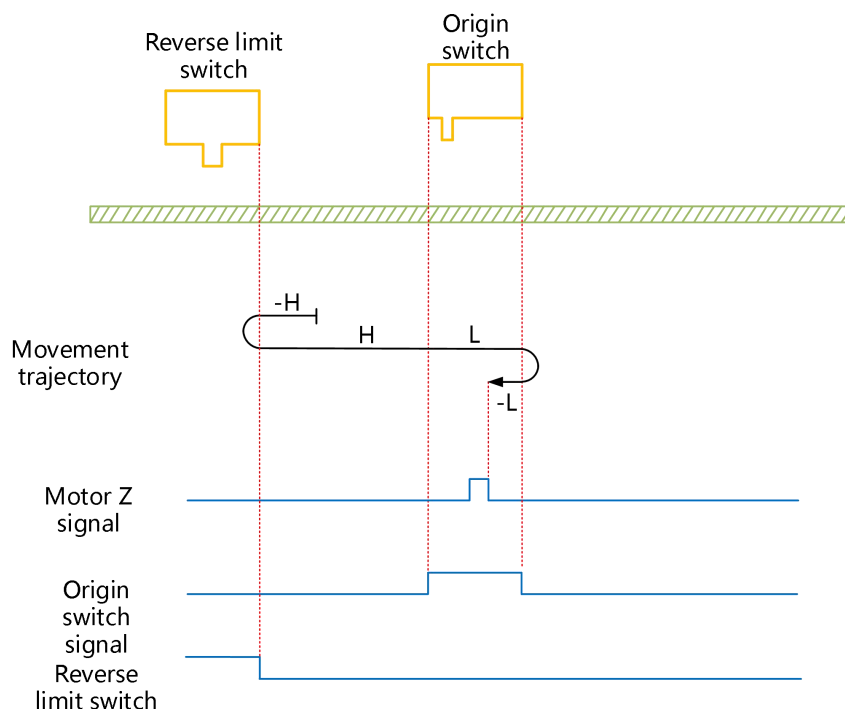 Reverse limit
switch
Origin
switch
-H
H
L
Movement
trajectory
-L
Motor Z
signal
Origin
switch
signal
Reverse
limit switch